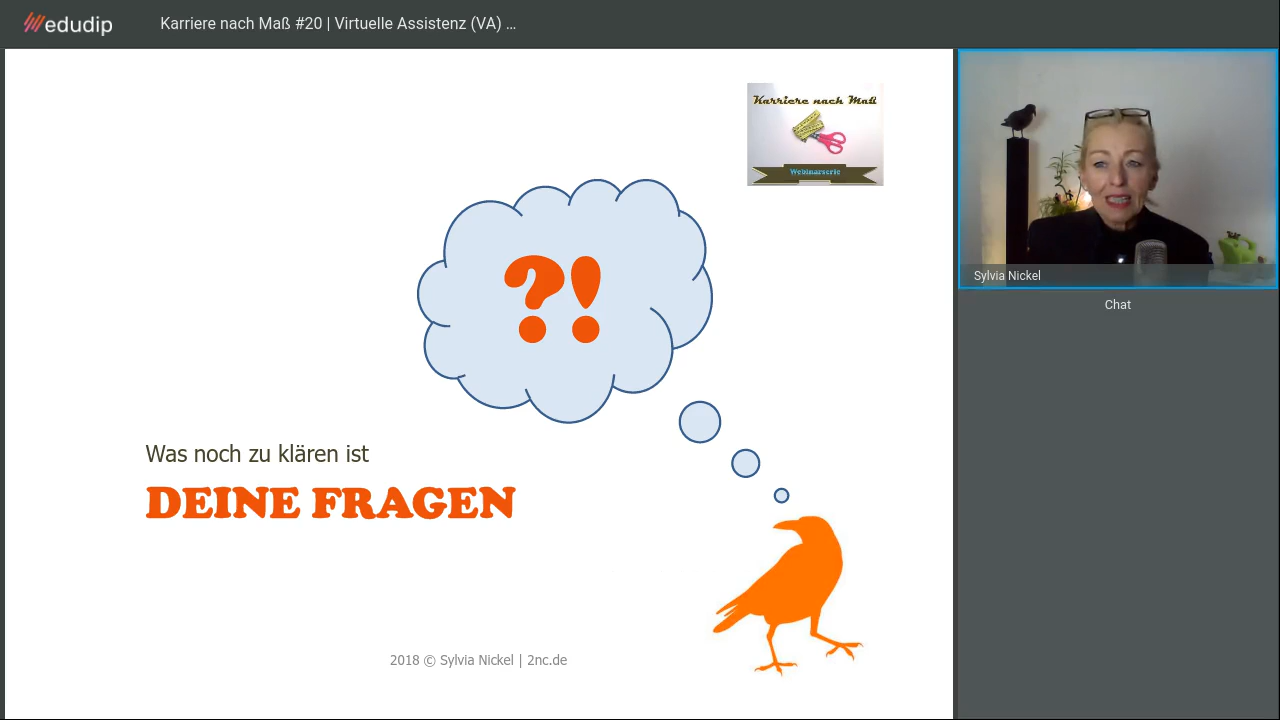 edudip
Karriere nach Maß #20 | Virtuelle Assistenz (VA) …
Karriere nach Maß
Webinarserie
?!
Was noch zu klären ist
DEINE FRAGEN
2018 © Sylvia Nickel | 2nc.de
Sylvia Nickel
Chat